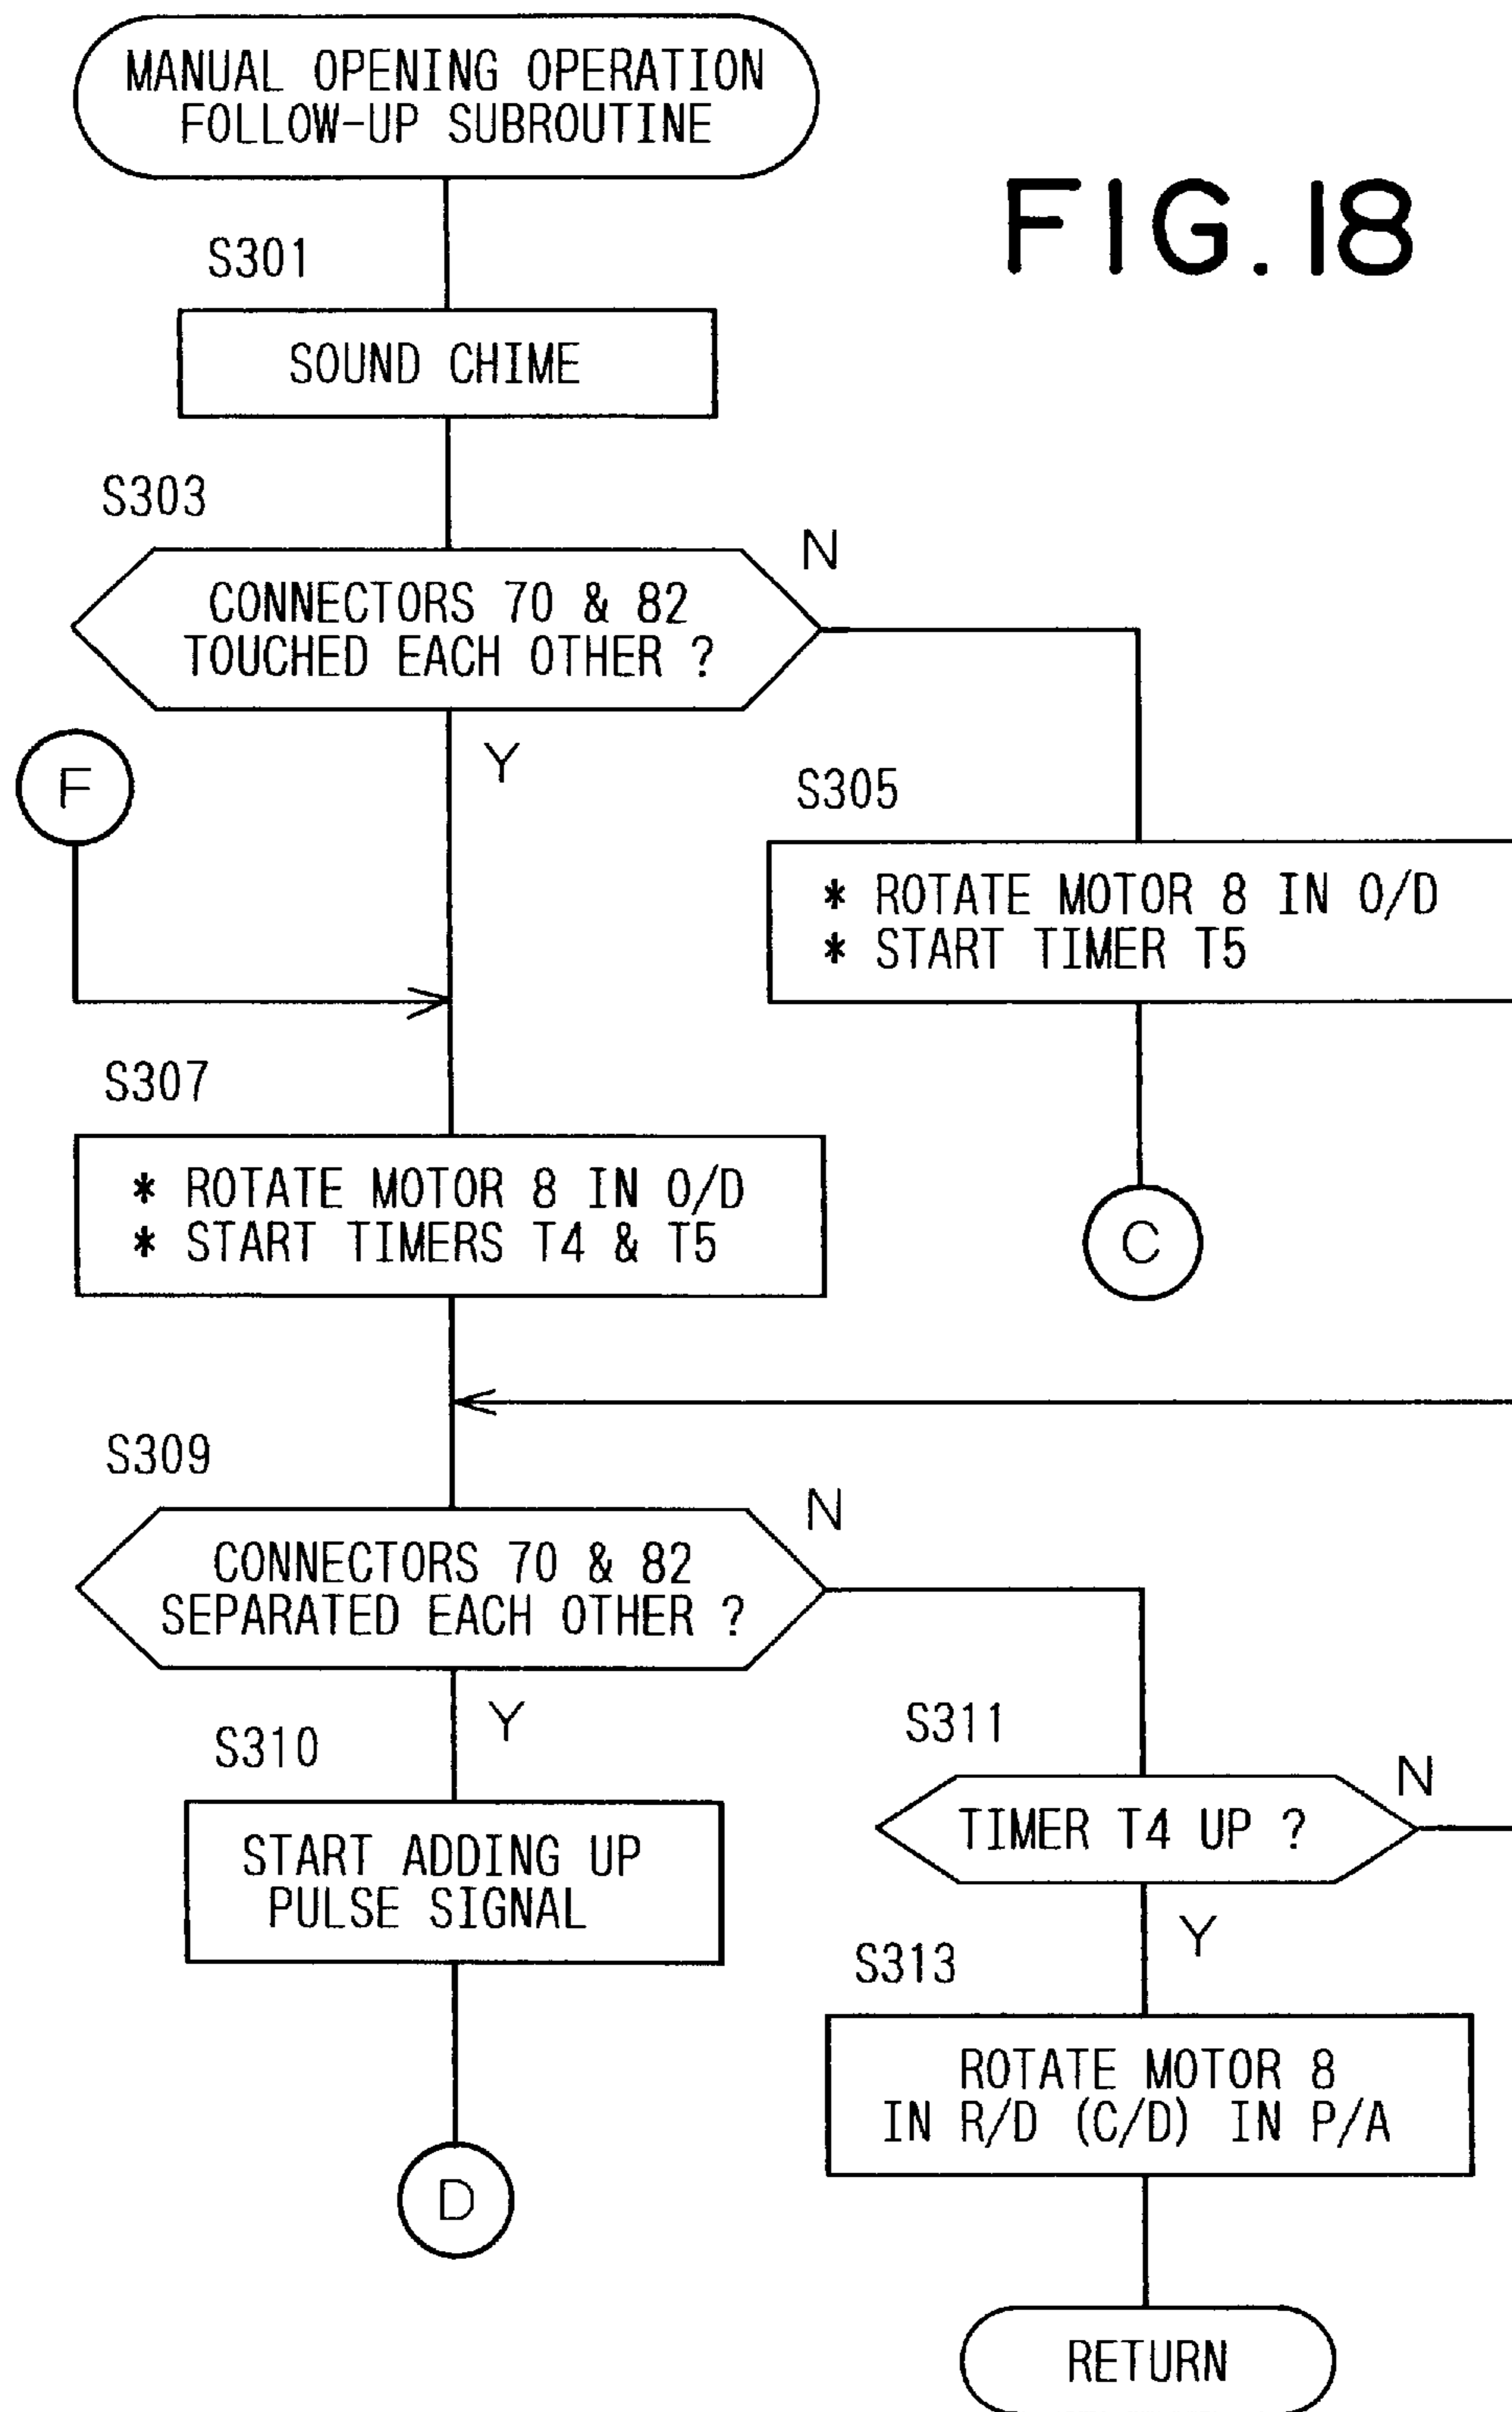 MANUAL OPENING OPERATION
FOLLOW-UP SUBROUTINE
FIG. 18
S301
SOUND CHIME
S303
CONNECTORS 70 & 82
TOUCHED EACH OTHER ?
N
Y
F
S305
* ROTATE MOTOR 8 IN O/D
* START TIMER T5
C
S307
* ROTATE MOTOR 8 IN O/D
* START TIMERS T4 & T5
S309
CONNECTORS 70 & 82
SEPARATED EACH OTHER ?
N
Y
S310
START ADDING UP
PULSE SIGNAL
D
S311
TIMER T4 UP ?
N
Y
S313
ROTATE MOTOR 8
IN R/D (C/D) IN P/A
RETURN